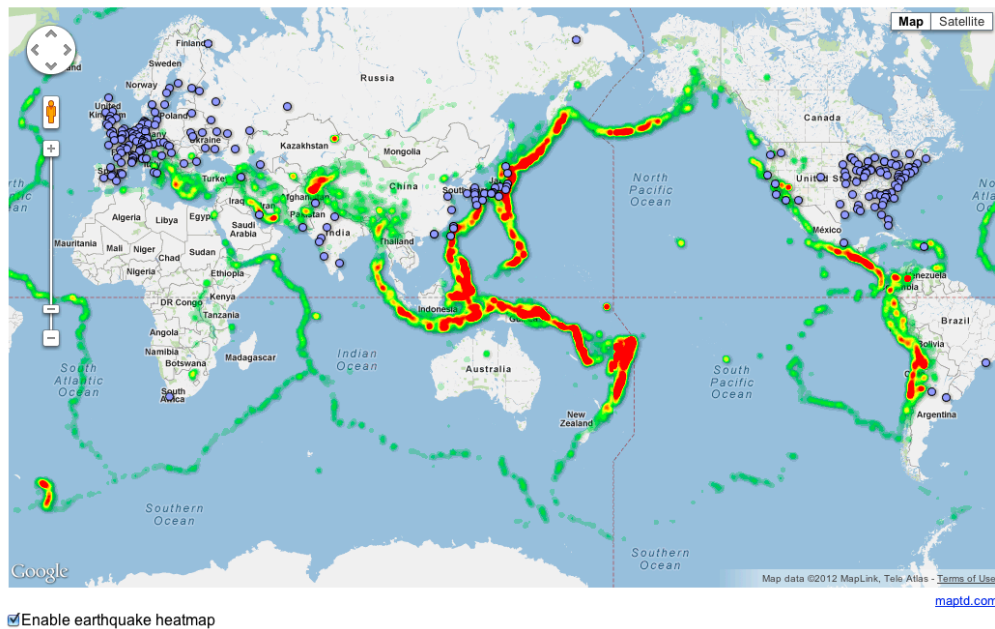 Map Satellite
Finland
Sweden
Norway
Russia
Canada
United
Poland
Ukraine
Kazakhstan
Mongolia
Turkey
China
South
North
Pacific
Ocean
United St
Iraq
Iran
Afghanistan
Pakistan
Algeria
Libya
Egypt
Saudi
Arabia
India
México
Mauritania
Mali
Niger
Chad
Sudan
Thailand
Nigeria
Ethiopia
Venezuela
DR Congo
Kenya
Tanzania
Indonesia
Brazil
Angola
Namibia
Botswana
Madagascar
Indian
Ocean
Bolivia
South
Atlantic
Ocean
South
Africa
Australia
South
Pacific
Ocean
New
Zealand
Argentina
Southern
Ocean
Southern
Ocean
Google
Map data ©2012 MapLink, Tele Atlas - Terms of Use
maptd.com
Enable earthquake heatmap